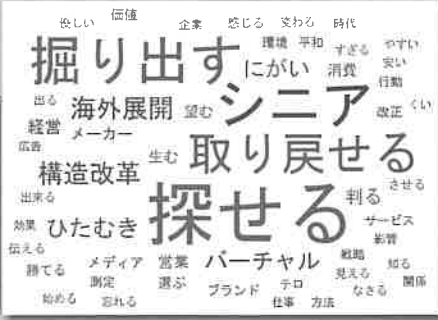 優しい 価値 企業 感じる 変わる 時代
掘り出す 環境 平和 すぎる やすい
にがい 消費 安い
行動
出る 海外展開 望む シニア 改正 くい
経営 メーカー
広告
生む 取り戻せる
構造改革
出来る 探せる 判る させる
効果 ひたむき サービス
影響
伝える
勝てる メディア 営業 バーチャル 戦略 知る
測定 選ぶ 見える 関係
ブランド テロ なさる
始める 忘れる 仕事 方法